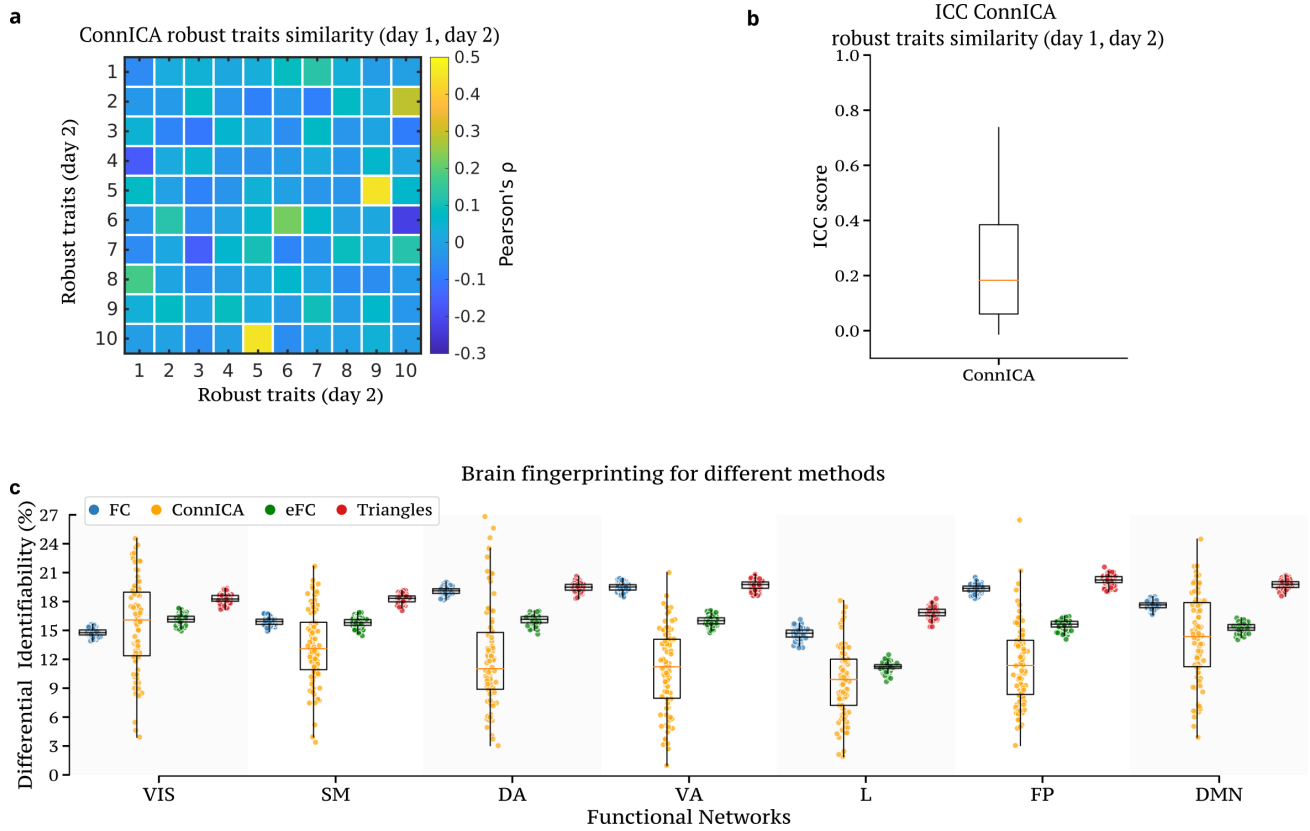 a
ConnICA robust traits similarity (day 1, day 2)
Robust traits (day 2)
1
2
3
4
5
6
7
8
9
10
1 2 3 4 5 6 7 8 9 10
Robust traits (day 2)
0.5
0.4
0.3
0.2
0.1
0
-0.1
-0.2
-0.3
Pearson's ρ
b
ICC ConnICA
robust traits similarity (day 1, day 2)
ICC score
1.0
0.8
0.6
0.4
0.2
0.0
ConnICA
c
Brain fingerprinting for different methods
FC ConnICA eFC Triangles
Differential Identifiability (%)
27
24
21
18
15
12
9
6
3
0
VIS SM DA VA L FP DMN
Functional Networks